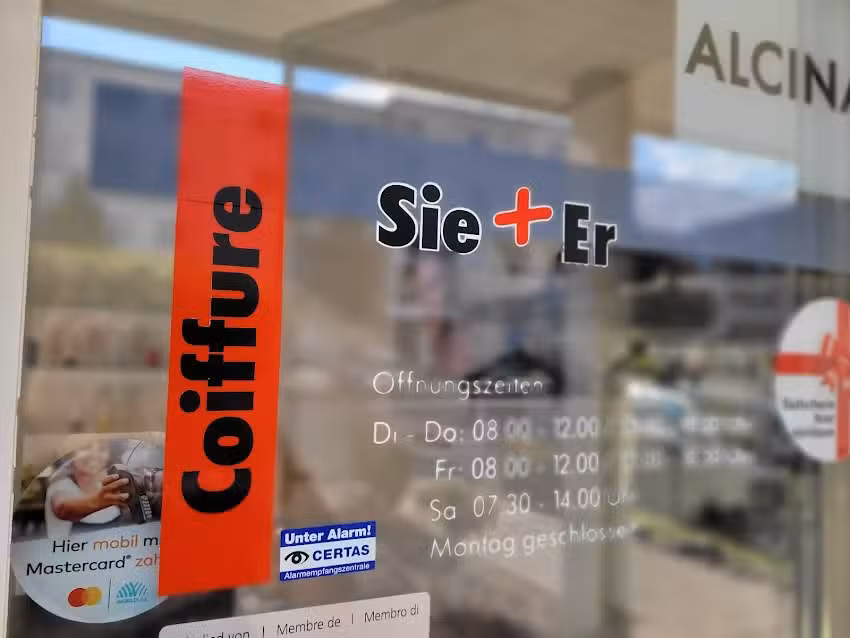 ALCINA
Coiffure
Sie + Er
Öffnungszeiten
Di - Do: 08.00 - 12.00
Fr 08.00 - 12.00
Sa 07.30 - 14.00
Montag geschlossen
Hier mobil m
Mastercard® zah
Unter Alarm!
CERTAS
Alarmempfangszentrale
Membre de | Membro di